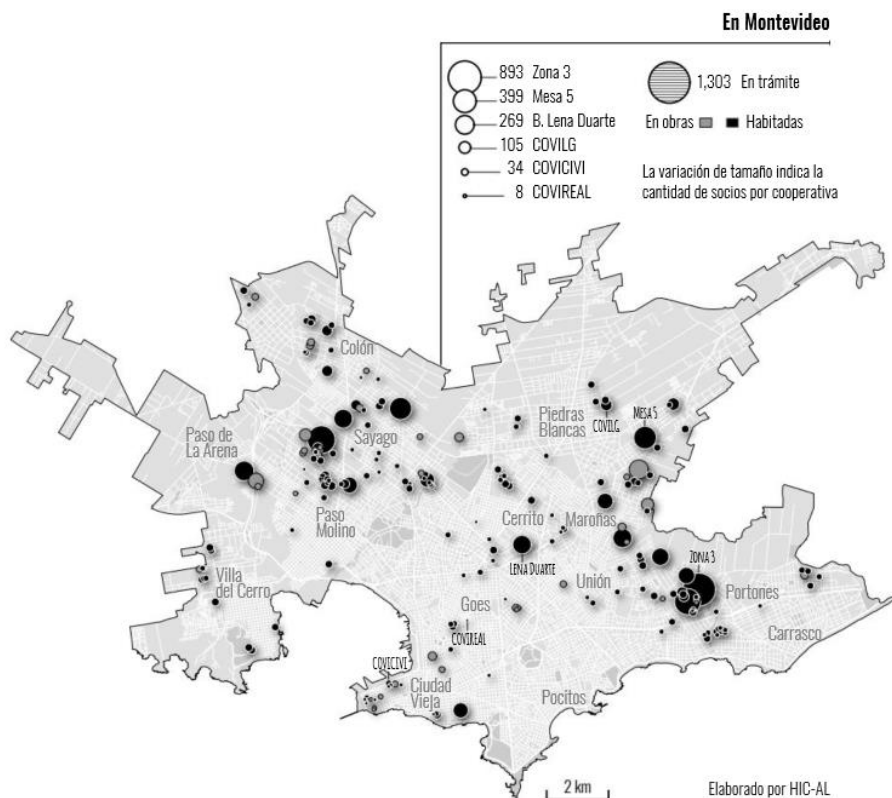 En Montevideo
893 Zona 3
399 Mesa 5
269 B. Lena Duarte
105 COVILG
34 COVICIVI
8 COVIREAL
1,303 En trámite
En obras Habitadas
La variación de tamaño indica la
cantidad de socios por cooperativa
Colón
Piedras
Blancas
COVILG
MESA 5
Paso de
La Arena
Sayago
Paso
Molino
Cerrito
Maroñas
LENA DUARTE
ZONA 3
Villa
del Cerro
Unión
Portones
Goes
COVIREAL
Carrasco
COVICIVI
Ciudad
Vieja
Pocitos
2 km
Elaborado por HIC-AL